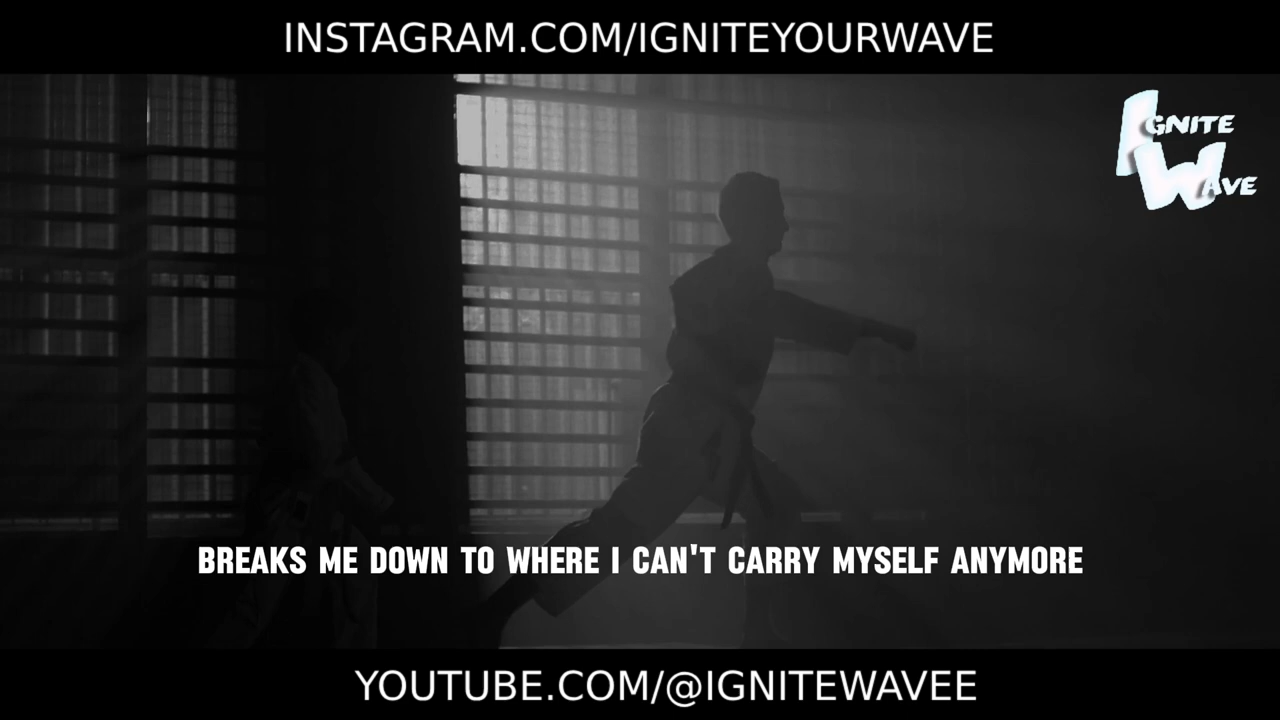 INSTAGRAM.COM/IGNITEYOURWAVE
IGNITE
WAVE
BREAKS ME DOWN TO WHERE I CAN'T CARRY MYSELF ANYMORE
YOUTUBE.COM/@IGNITEWAVEE